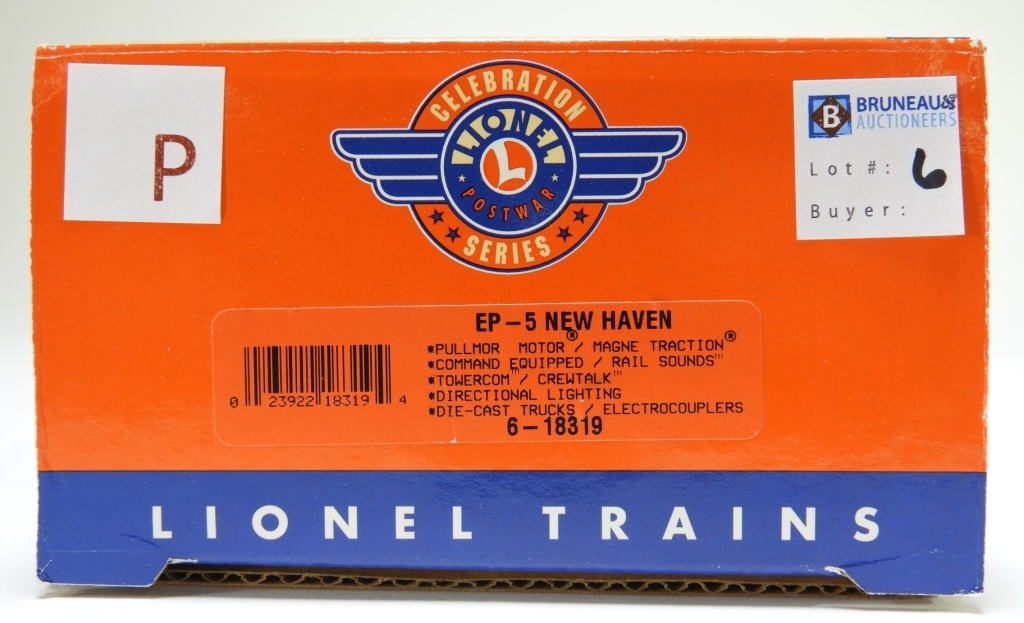 P
CELEBRATION
LIONEL
L
POSTWAR
SERIES
B
BRUNEAU &
AUCTIONEERS
Lot #: 6
Buyer:
EP-5 NEW HAVEN
*PULLMOR MOTOR® / MAGNE TRACTION®
*COMMAND EQUIPPED / RAIL SOUNDS™
*TOWERCOM™ / CREWTALK™
*DIRECTIONAL LIGHTING
*DIE-CAST TRUCKS / ELECTROCOUPLERS
6-18319
0 23922 18319 4
LIONEL TRAINS